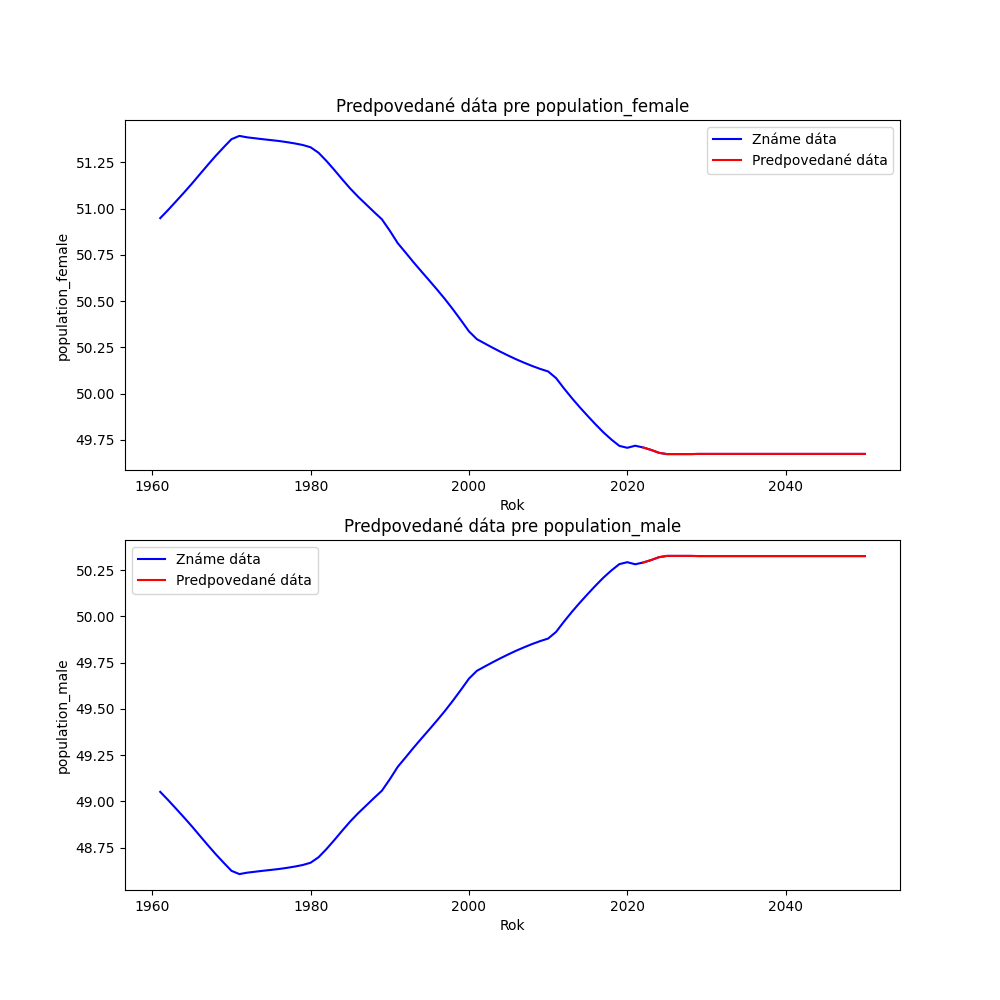 Predpovedané dáta pre population_female
Známe dáta
Predpovedané dáta
51.25
51.00
50.75
50.50
50.25
50.00
49.75
population_female
1960
1980
2000
2020
2040
Rok
Predpovedané dáta pre population_male
Známe dáta
Predpovedané dáta
50.25
50.00
49.75
49.50
49.25
49.00
48.75
population_male
1960
1980
2000
2020
2040
Rok